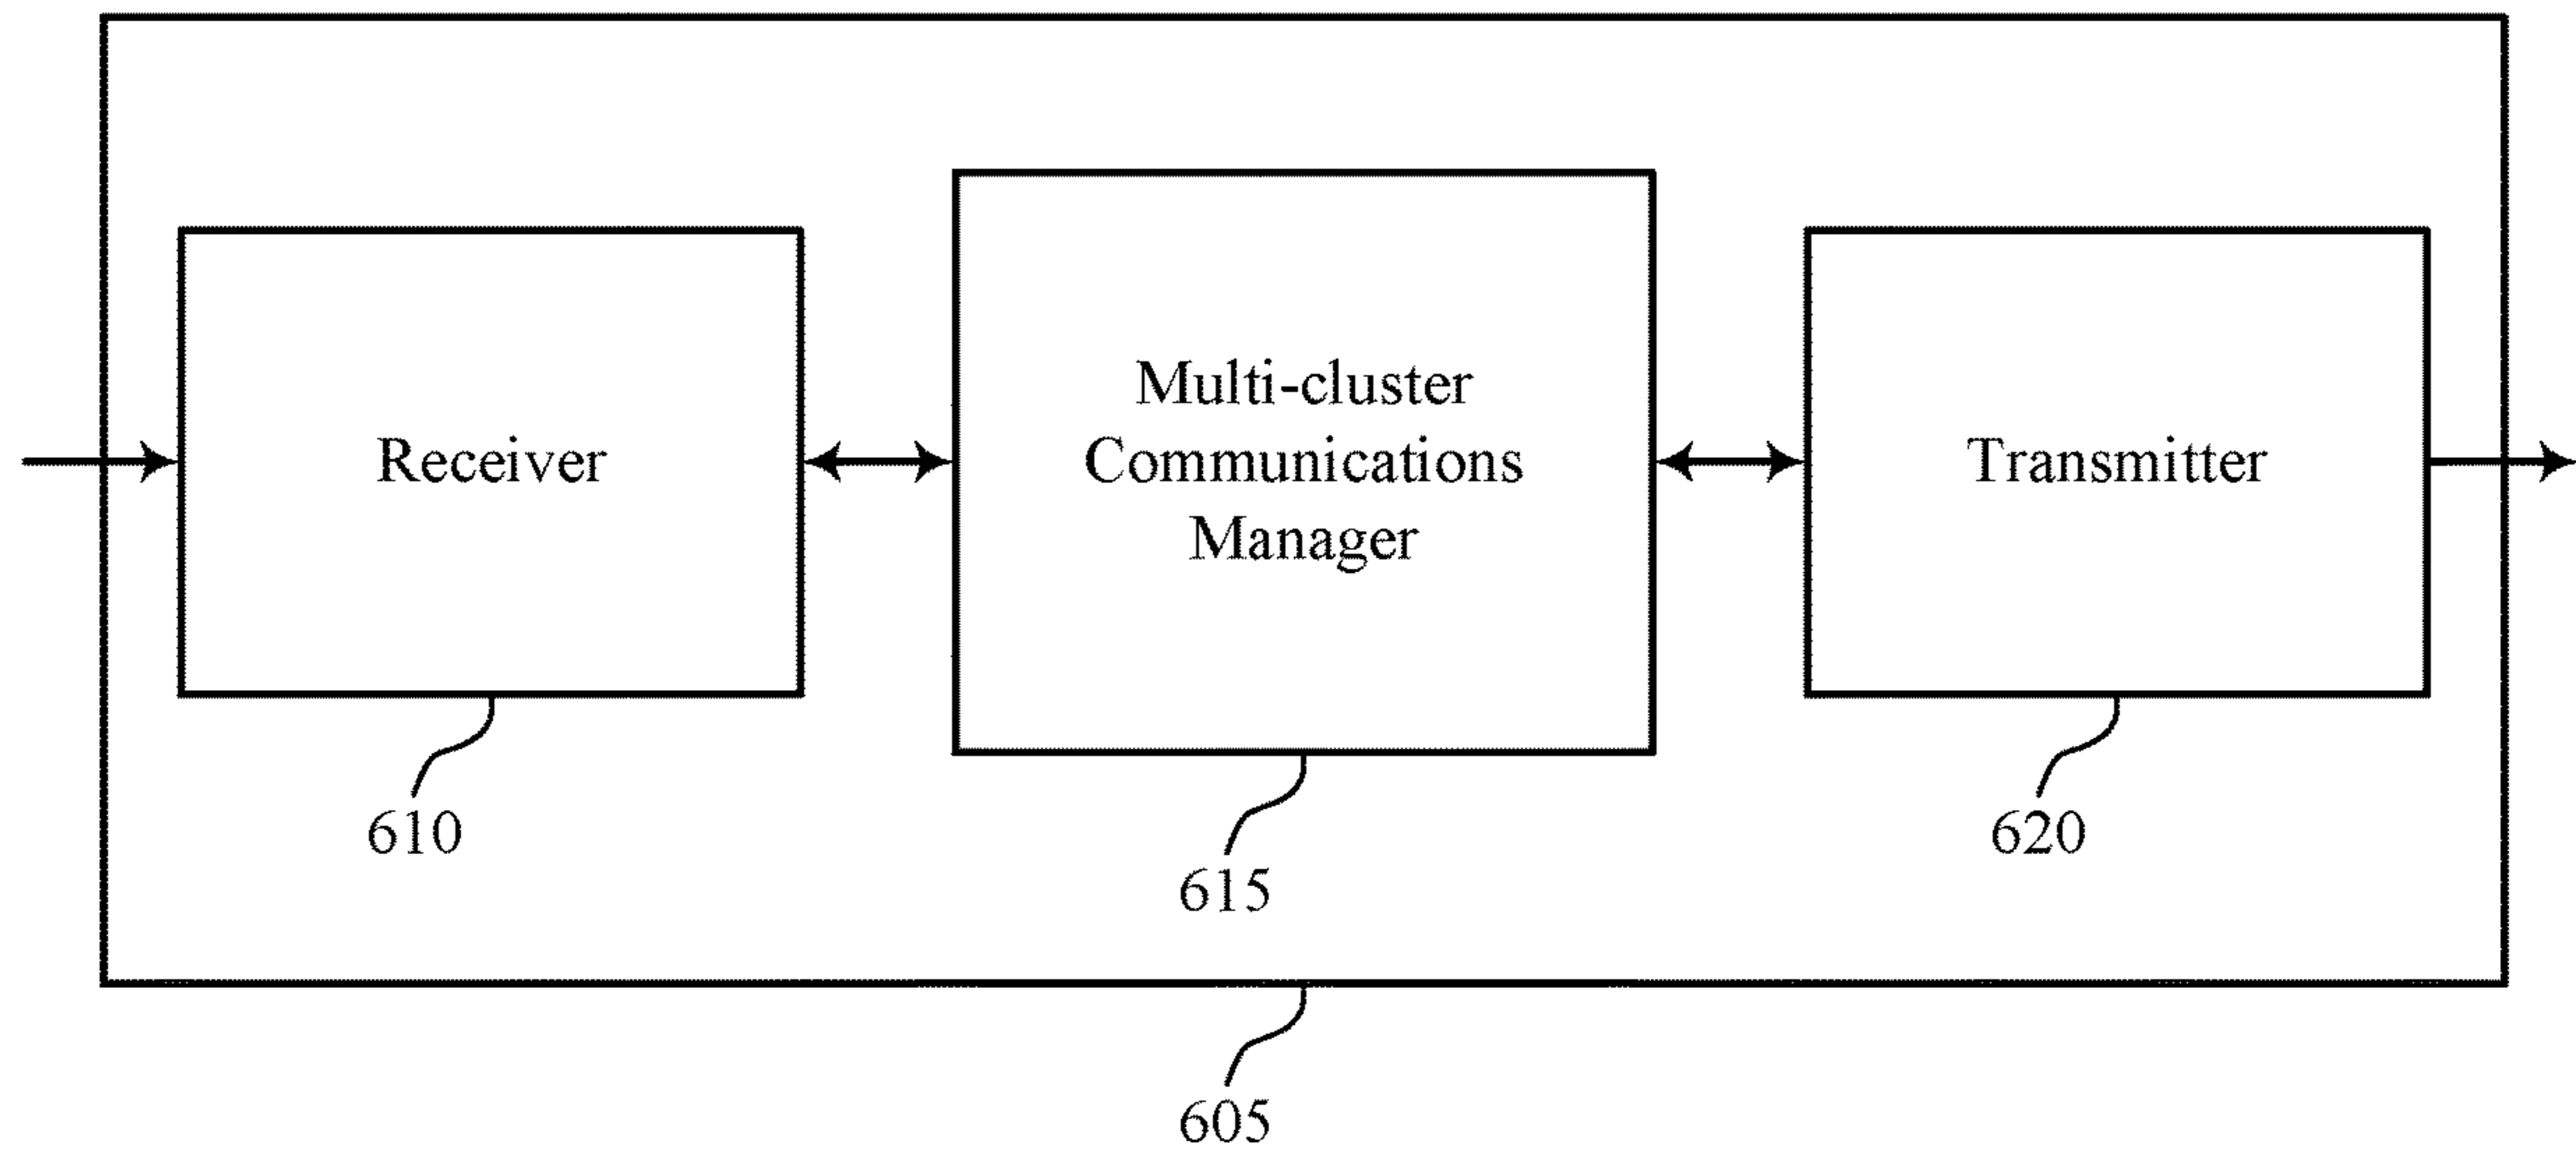 Receiver
Multi-cluster
Communications
Manager
Transmitter
610
615
620
605